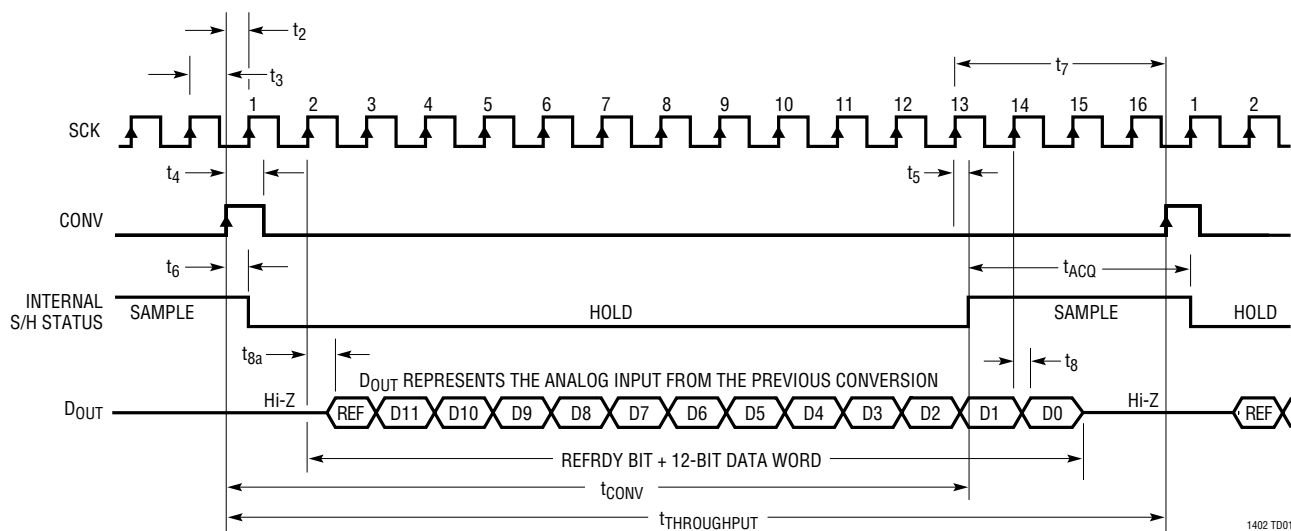 t2
t3
t7
1 2 3 4 5 6 7 8 9 10 11 12 13 14 15 16 1 2
SCK
t4
t5
CONV
t6
tACQ
INTERNAL
S/H STATUS
SAMPLE HOLD SAMPLE HOLD
t8a
t8
DOUT REPRESENTS THE ANALOG INPUT FROM THE PREVIOUS CONVERSION
DOUT
Hi-Z REF D11 D10 D9 D8 D7 D6 D5 D4 D3 D2 D1 D0 Hi-Z REF
REFRDY BIT + 12-BIT DATA WORD
tCONV
tTHROUGHPUT
1402 TD01